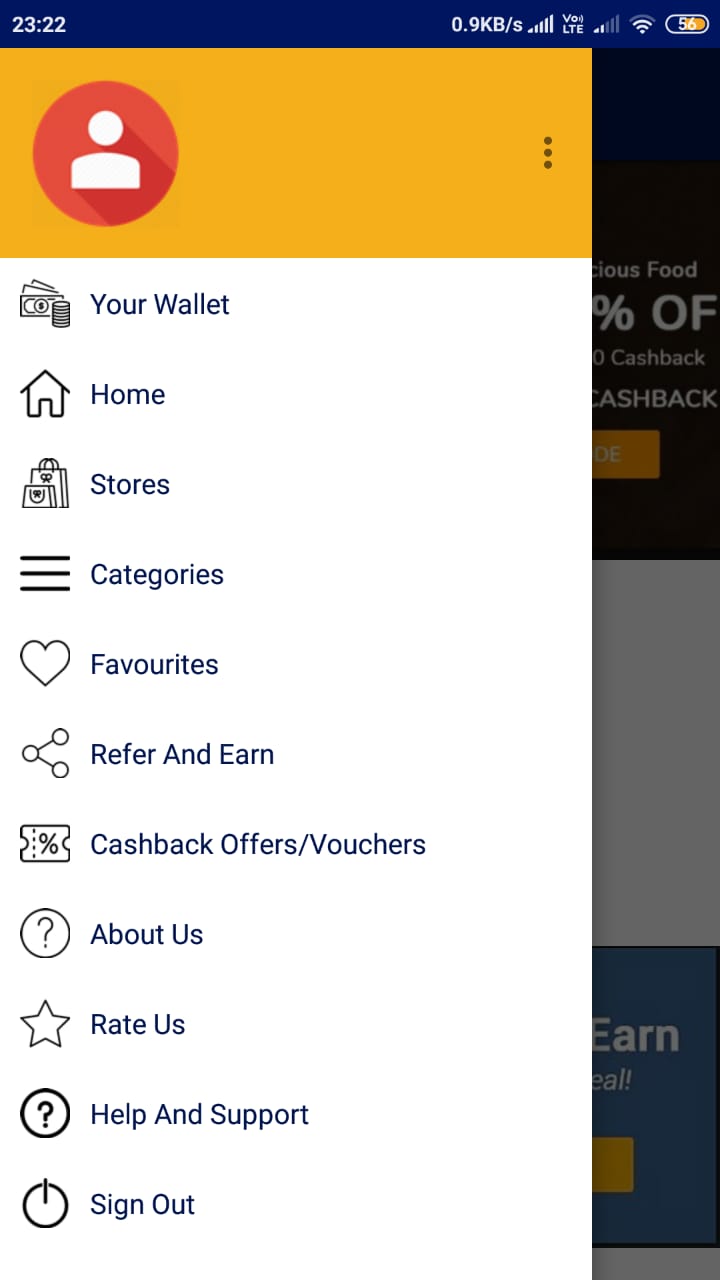 23:22
0.9KB/s
Vo))
LTE
56
Your Wallet
Home
Stores
Categories
Favourites
Refer And Earn
Cashback Offers/Vouchers
About Us
Rate Us
Help And Support
Sign Out
cious Food
% OF
0 Cashback
CASHBACK
DE
Earn
eal!